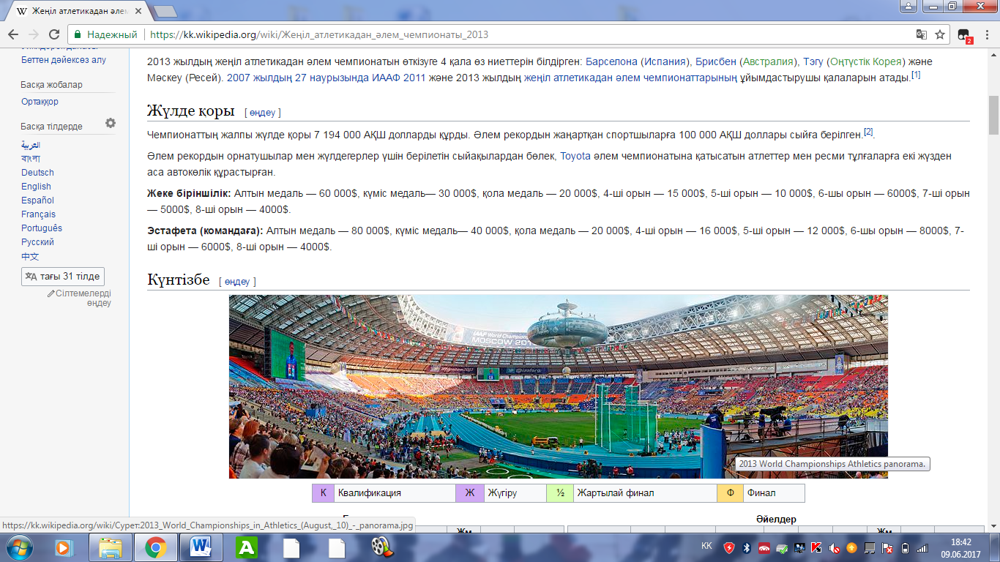 Жеңіл атлетикадан әлем
Надежный
https://kk.wikipedia.org/wiki/Жеңіл_атлетикадан_әлем_чемпионаты_2013
2
Беттен дәйексөз алу
Басқа жобалар
Ортаққор
Басқа тілдерде
العربية
বাংলা
Deutsch
English
Español
Français
Português
Русский
中文
тағы 31 тілде
Сілтемелерді
өңдеу
2013 жылдың жеңіл атлетикадан әлем чемпионатын өткізуге 4 қала өз ниеттерін білдірген: Барселона (Испания), Брисбен (Австралия), Тэгу (Оңтүстік Корея) және
Мәскеу (Ресей). 2007 жылдың 27 наурызында ИААФ 2011 және 2013 жылдың жеңіл атлетикадан әлем чемпионаттарының ұйымдастырушы қалаларын атады.[1]
Жүлде қоры [ өңдеу ]
Чемпионаттың жалпы жүлде қоры 7 194 000 АҚШ долларды құрды. Әлем рекордын жаңартқан спортшыларға 100 000 АҚШ доллары сыйға берілген.[2].
Әлем рекордын орнатушылар мен жүлдегерлер үшін берілетін сыйақылардан бөлек, Toyota әлем чемпионатына қатысатын атлеттер мен ресми тұлғаларға екі жүзден
аса автокөлік құрастырған.
Жеке біріншілік: Алтын медаль — 60 000$, күміс медаль— 30 000$, қола медаль — 20 000$, 4-ші орын — 15 000$, 5-ші орын — 10 000$, 6-шы орын — 6000$, 7-ші орын
— 5000$, 8-ші орын — 4000$.
Эстафета (командаға): Алтын медаль — 80 000$, күміс медаль— 40 000$, қола медаль — 20 000$, 4-ші орын — 16 000$, 5-ші орын — 12 000$, 6-шы орын — 8000$, 7-
ші орын — 6000$, 8-ші орын — 4000$.
Күнтізбе [ өңдеу ]
IAAF World Championships
MOSCOW 201
2013 World Championships Athletics panorama.
К Квалификация Ж Жүгіру ½ Жартылай финал Ф Финал
Әйелдер
https://kk.wikipedia.org/wiki/Сурет:2013_World_Championships_in_Athletics_(August,_10)_-_panorama.jpg
KK
18:42
09.06.2017